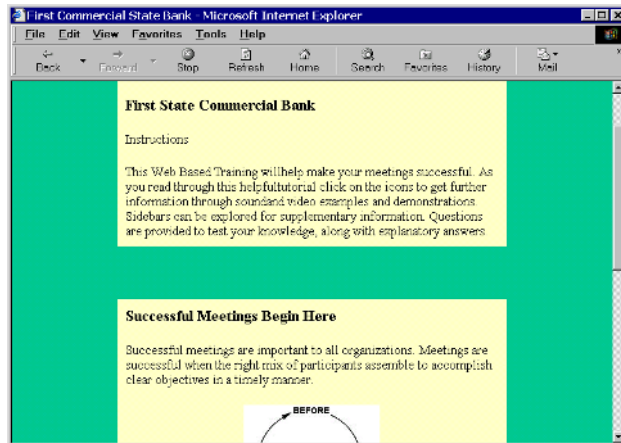 First Commercial State Bank - Microsoft Internet Explorer
File Edit View Favorites Tools Help
Back Forward Stop Refresh Home Search Favorites History Mail
First State Commercial Bank
Instructions
This Web Based Training willhelp make your meetings successful. As
you read through this helpfultutorial click on the icons to get further
information through soundand video examples and demonstrations.
Sidebars can be explored for supplementary information. Questions
are provided to test your knowledge, along with explanatory answers
Successful Meetings Begin Here
Successful meetings are important to all organizations. Meetings are
successful when the right mix of participants assemble to accomplish
clear objectives in a timely manner.
BEFORE